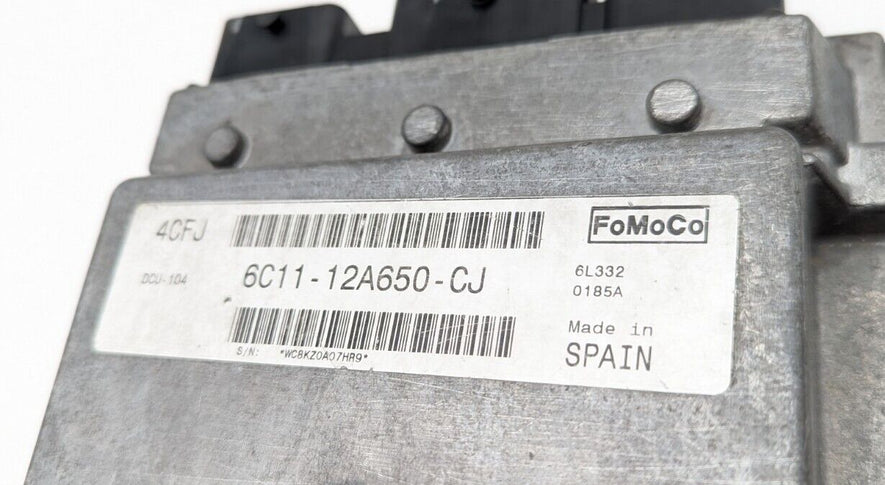 4CFJ
FoMoCo
DCU-104
6C11-12A650-CJ
6L332
0185A
Made in
SPAIN
S/N: *WC8KZ0A07HR9*